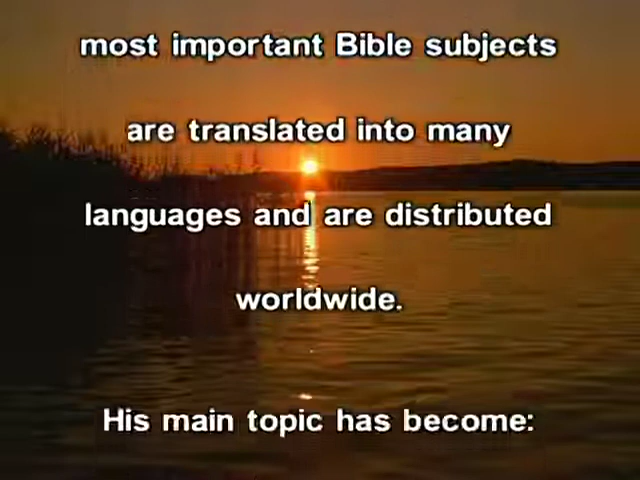 most important Bible subjects
are translated into many
languages and are distributed
worldwide.
His main topic has become: